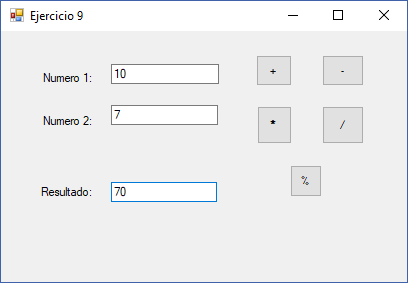 Ejercicio 9
Numero 1: 10
+ -
Numero 2: 7
* /
%
Resultado: 70